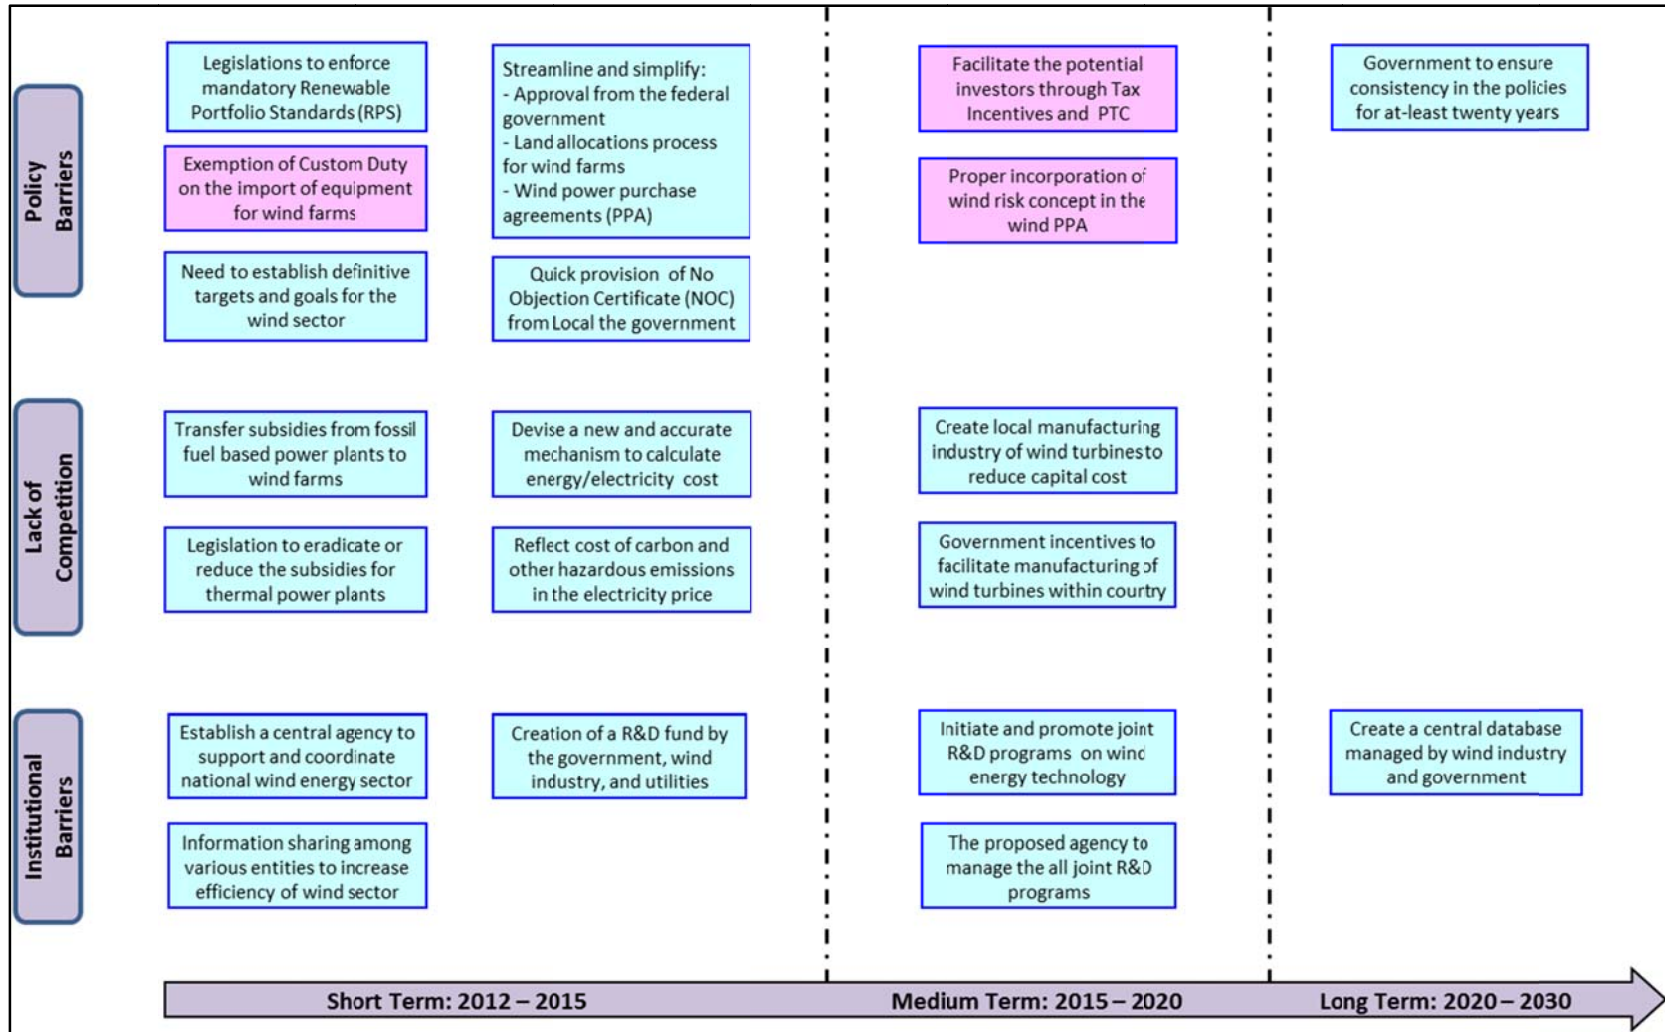 Policy
Barriers
Legislations to enforce
mandatory Renewable
Portfolio Standards (RPS)
Exemption of Custom Duty
on the import of equipment
for wind farms
Need to establish definitive
targets and goals for the
wind sector
Streamline and simplify:
- Approval from the federal
government
- Land allocations process
for wind farms
- Wind power purchase
agreements (PPA)
Quick provision of No
Objection Certificate (NOC)
from Local the government
Facilitate the potential
investors through Tax
Incentives and PTC
Proper incorporation of
wind risk concept in the
wind PPA
Government to ensure
consistency in the policies
for at-least twenty years
Lack of
Competition
Transfer subsidies from fossil
fuel based power plants to
wind farms
Legislation to eradicate or
reduce the subsidies for
thermal power plants
Devise a new and accurate
mechanism to calculate
energy/electricity cost
Reflect cost of carbon and
other hazardous emissions
in the electricity price
Create local manufacturing
industry of wind turbines to
reduce capital cost
Government incentives to
facilitate manufacturing of
wind turbines within country
Institutional
Barriers
Establish a central agency to
support and coordinate
national wind energy sector
Information sharing among
various entities to increase
efficiency of wind sector
Creation of a R&D fund by
the government, wind
industry, and utilities
Initiate and promote joint
R&D programs on wind
energy technology
The proposed agency to
manage the all joint R&D
programs
Create a central database
managed by wind industry
and government
Short Term: 2012 – 2015
Medium Term: 2015 – 2020
Long Term: 2020 – 2030